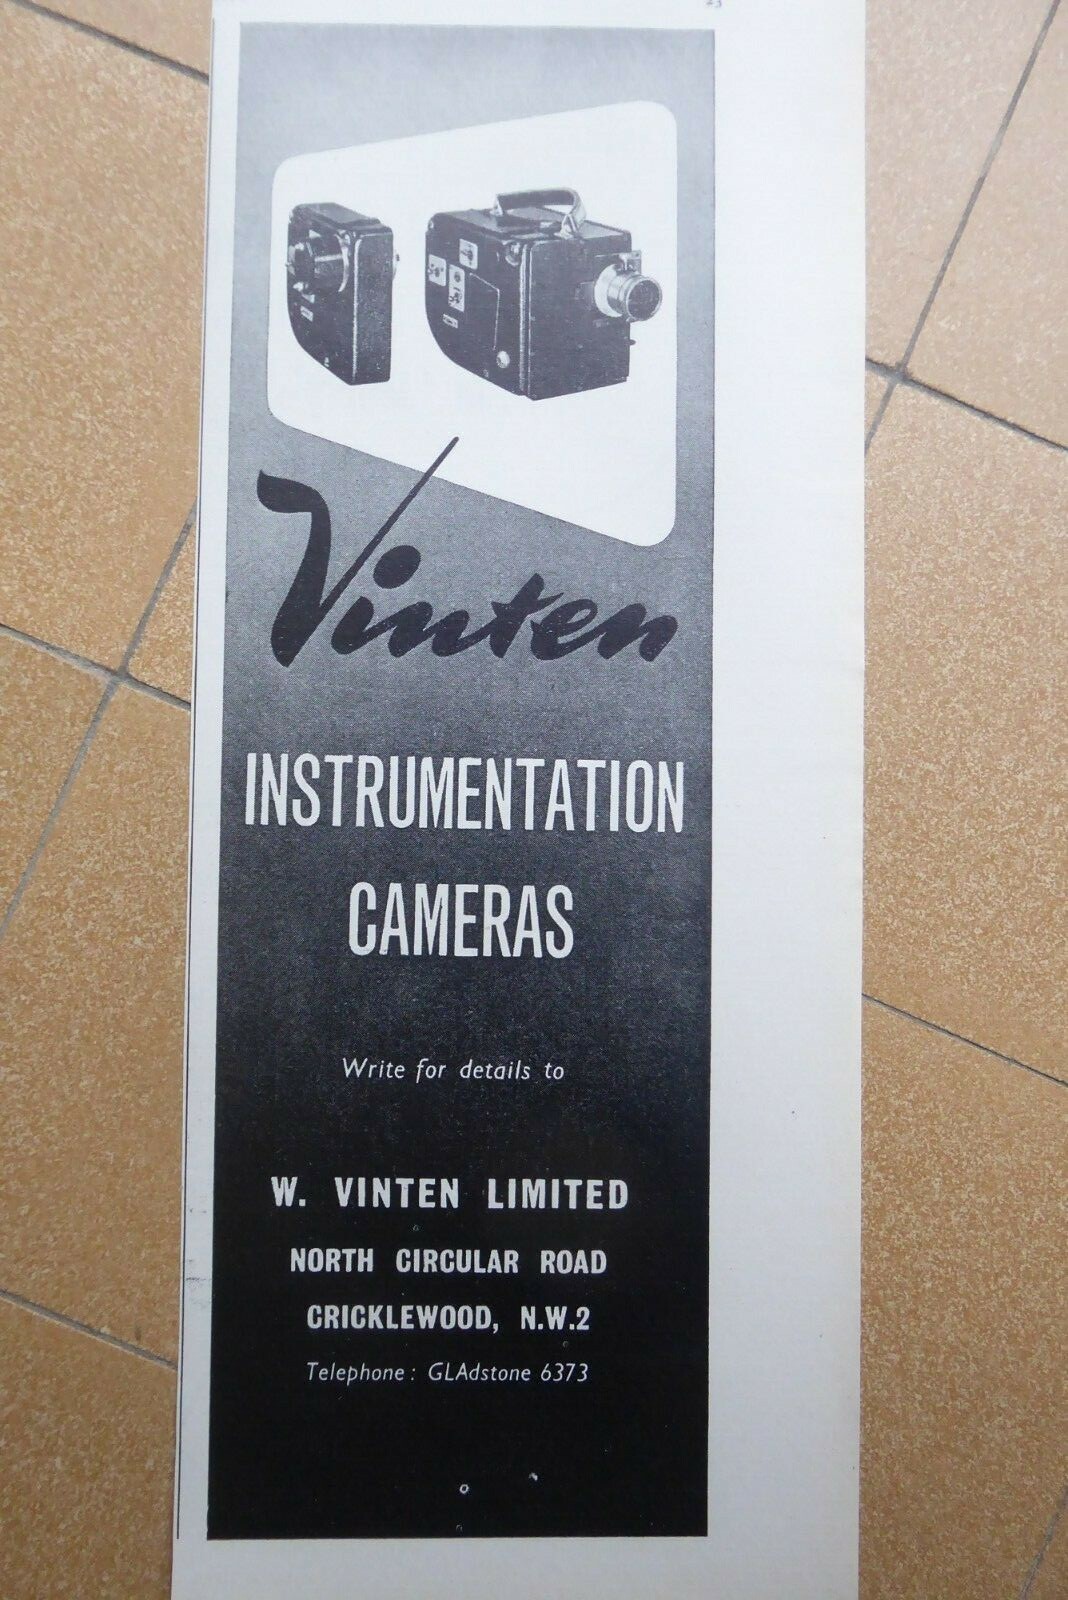 Vinten
INSTRUMENTATION
CAMERAS
Write for details to
W. VINTEN LIMITED
NORTH CIRCULAR ROAD
CRICKLEWOOD, N.W.2
Telephone: GLAdstone 6373